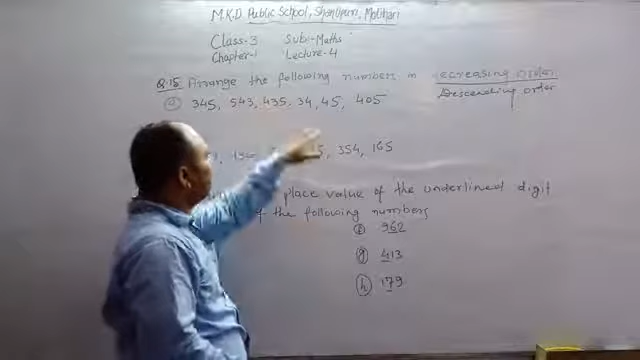 M.K.D. Public School, Shantipuri, Motihari
Class-3 Sub:-Maths
Chapter-1 Lecture-4
Q.15 Arrange the following numbers in decreasing order
Descending order
(a) 345, 543, 435, 34, 45, 405
354, 165
place value of the underlined digit
of the following numbers
962
(g) 413
(h) 179